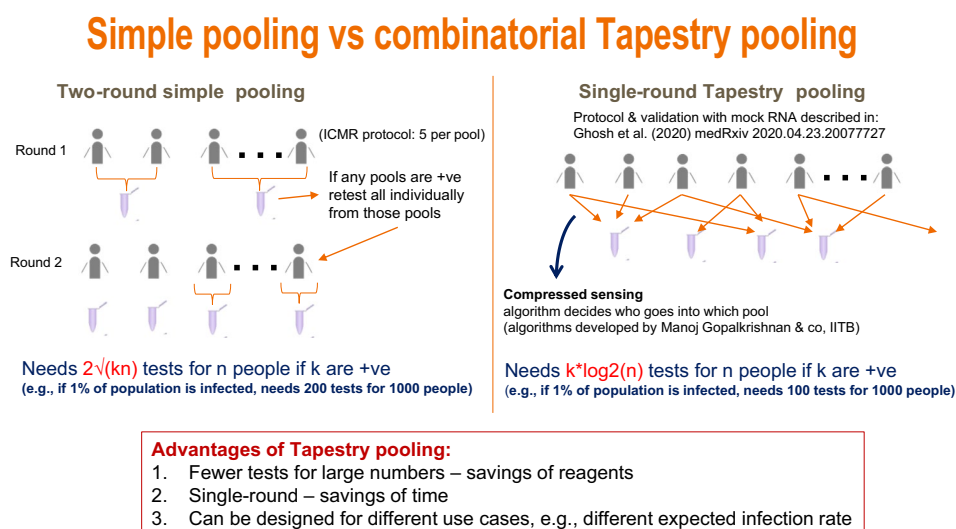 Simple pooling vs combinatorial Tapestry pooling
Two-round simple pooling
Round 1
(ICMR protocol: 5 per pool)
If any pools are +ve
retest all individually
from those pools
Round 2
Needs 2√(kn) tests for n people if k are +ve
(e.g., if 1% of population is infected, needs 200 tests for 1000 people)
Single-round Tapestry pooling
Protocol & validation with mock RNA described in:
Ghosh et al. (2020) medRxiv 2020.04.23.20077727
Compressed sensing
algorithm decides who goes into which pool
(algorithms developed by Manoj Gopalkrishnan & co, IITB)
Needs k*log2(n) tests for n people if k are +ve
(e.g., if 1% of population is infected, needs 100 tests for 1000 people)
Advantages of Tapestry pooling:
1. Fewer tests for large numbers – savings of reagents
2. Single-round – savings of time
3. Can be designed for different use cases, e.g., different expected infection rate